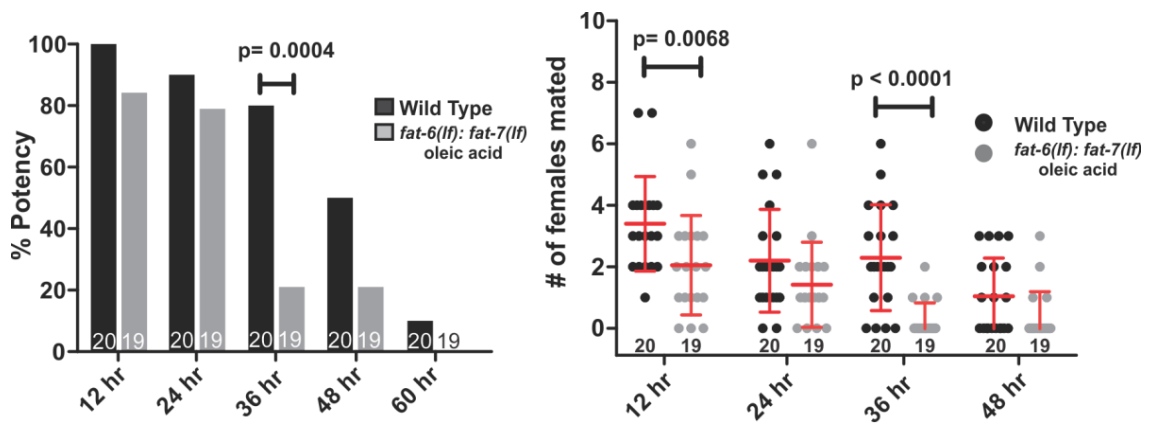 % Potency
100
80
60
40
20
0
p= 0.0004
Wild Type
fat-6(lf): fat-7(lf)
oleic acid
20 19 20 19 20 19 20 19 20 19
12 hr 24 hr 36 hr 48 hr 60 hr
# of females mated
10
8
6
4
2
0
p= 0.0068
p < 0.0001
Wild Type
fat-6(lf): fat-7(lf)
oleic acid
20 19 20 19 20 19 20 19
12 hr 24 hr 36 hr 48 hr